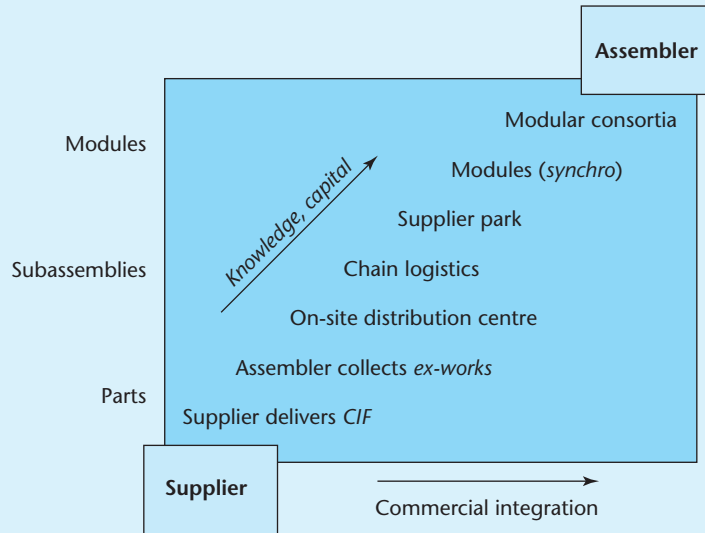 Assembler
Modular consortia
Modules
Modules (synchro)
Knowledge, capital
Supplier park
Subassemblies
Chain logistics
On-site distribution centre
Assembler collects ex-works
Parts
Supplier delivers CIF
Supplier
Commercial integration